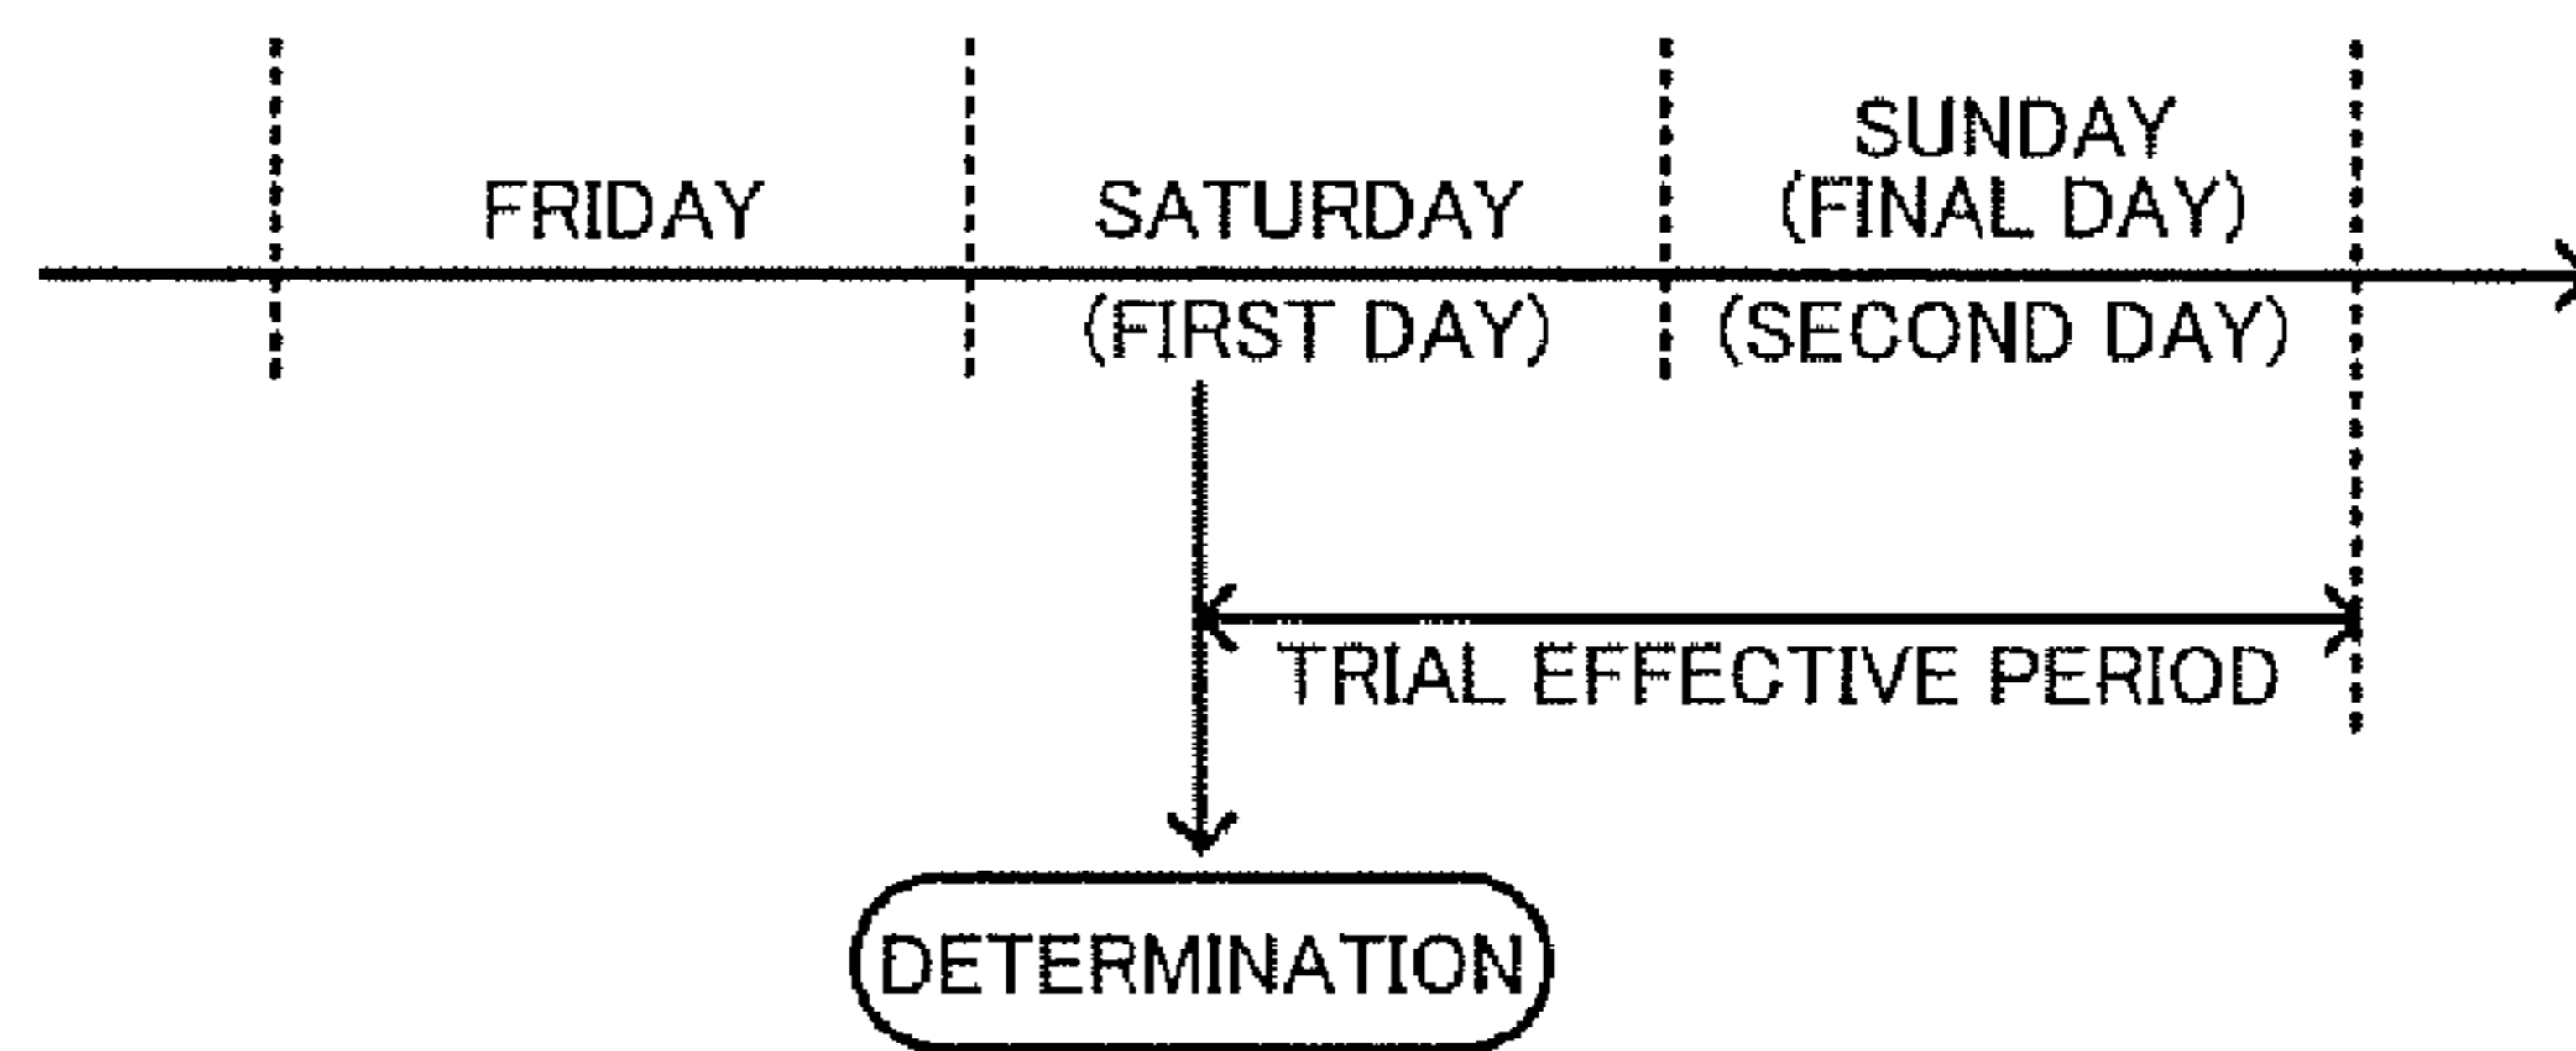 SUNDAY
FRIDAY SATURDAY (FINAL DAY)
(FIRST DAY) (SECOND DAY)
TRIAL EFFECTIVE PERIOD
DETERMINATION